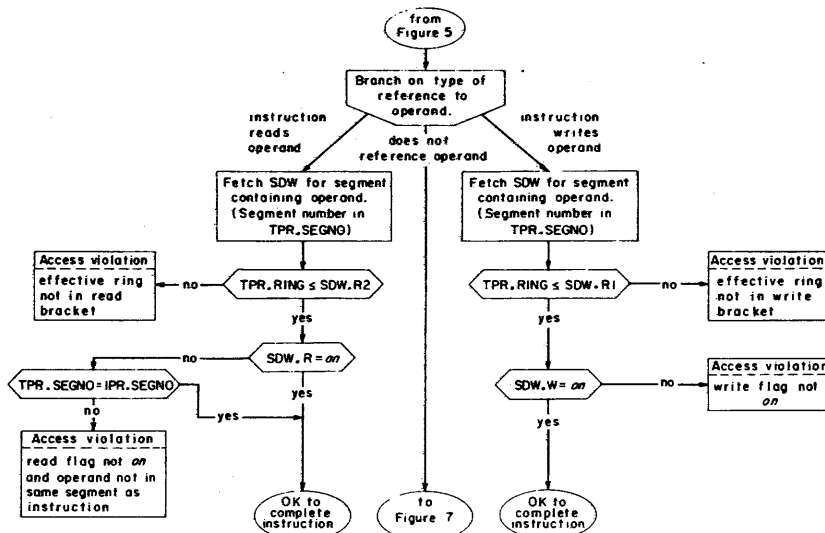 from
Figure 5
Branch on type of
reference to
operand.
instruction
reads
operand
does not
reference operand
instruction
writes
operand
Fetch SDW for segment
containing operand.
(Segment number in
TPR.SEGNO)
Fetch SDW for segment
containing operand.
(Segment number in
TPR.SEGNO)
Access violation
effective ring
not in read
bracket
no
TPR.RING ≤ SDW.R2
TPR.RING ≤ SDW.R1
no
Access violation
effective ring
not in write
bracket
yes
yes
no
SDW.R = on
TPR.SEGNO=IPR.SEGNO
yes
SDW.W = on
no
Access violation
write flag not
on
no
yes
yes
Access violation
read flag not on
and operand not in
same segment as
instruction
OK to
complete
instruction
to
Figure 7
OK to
complete
instruction